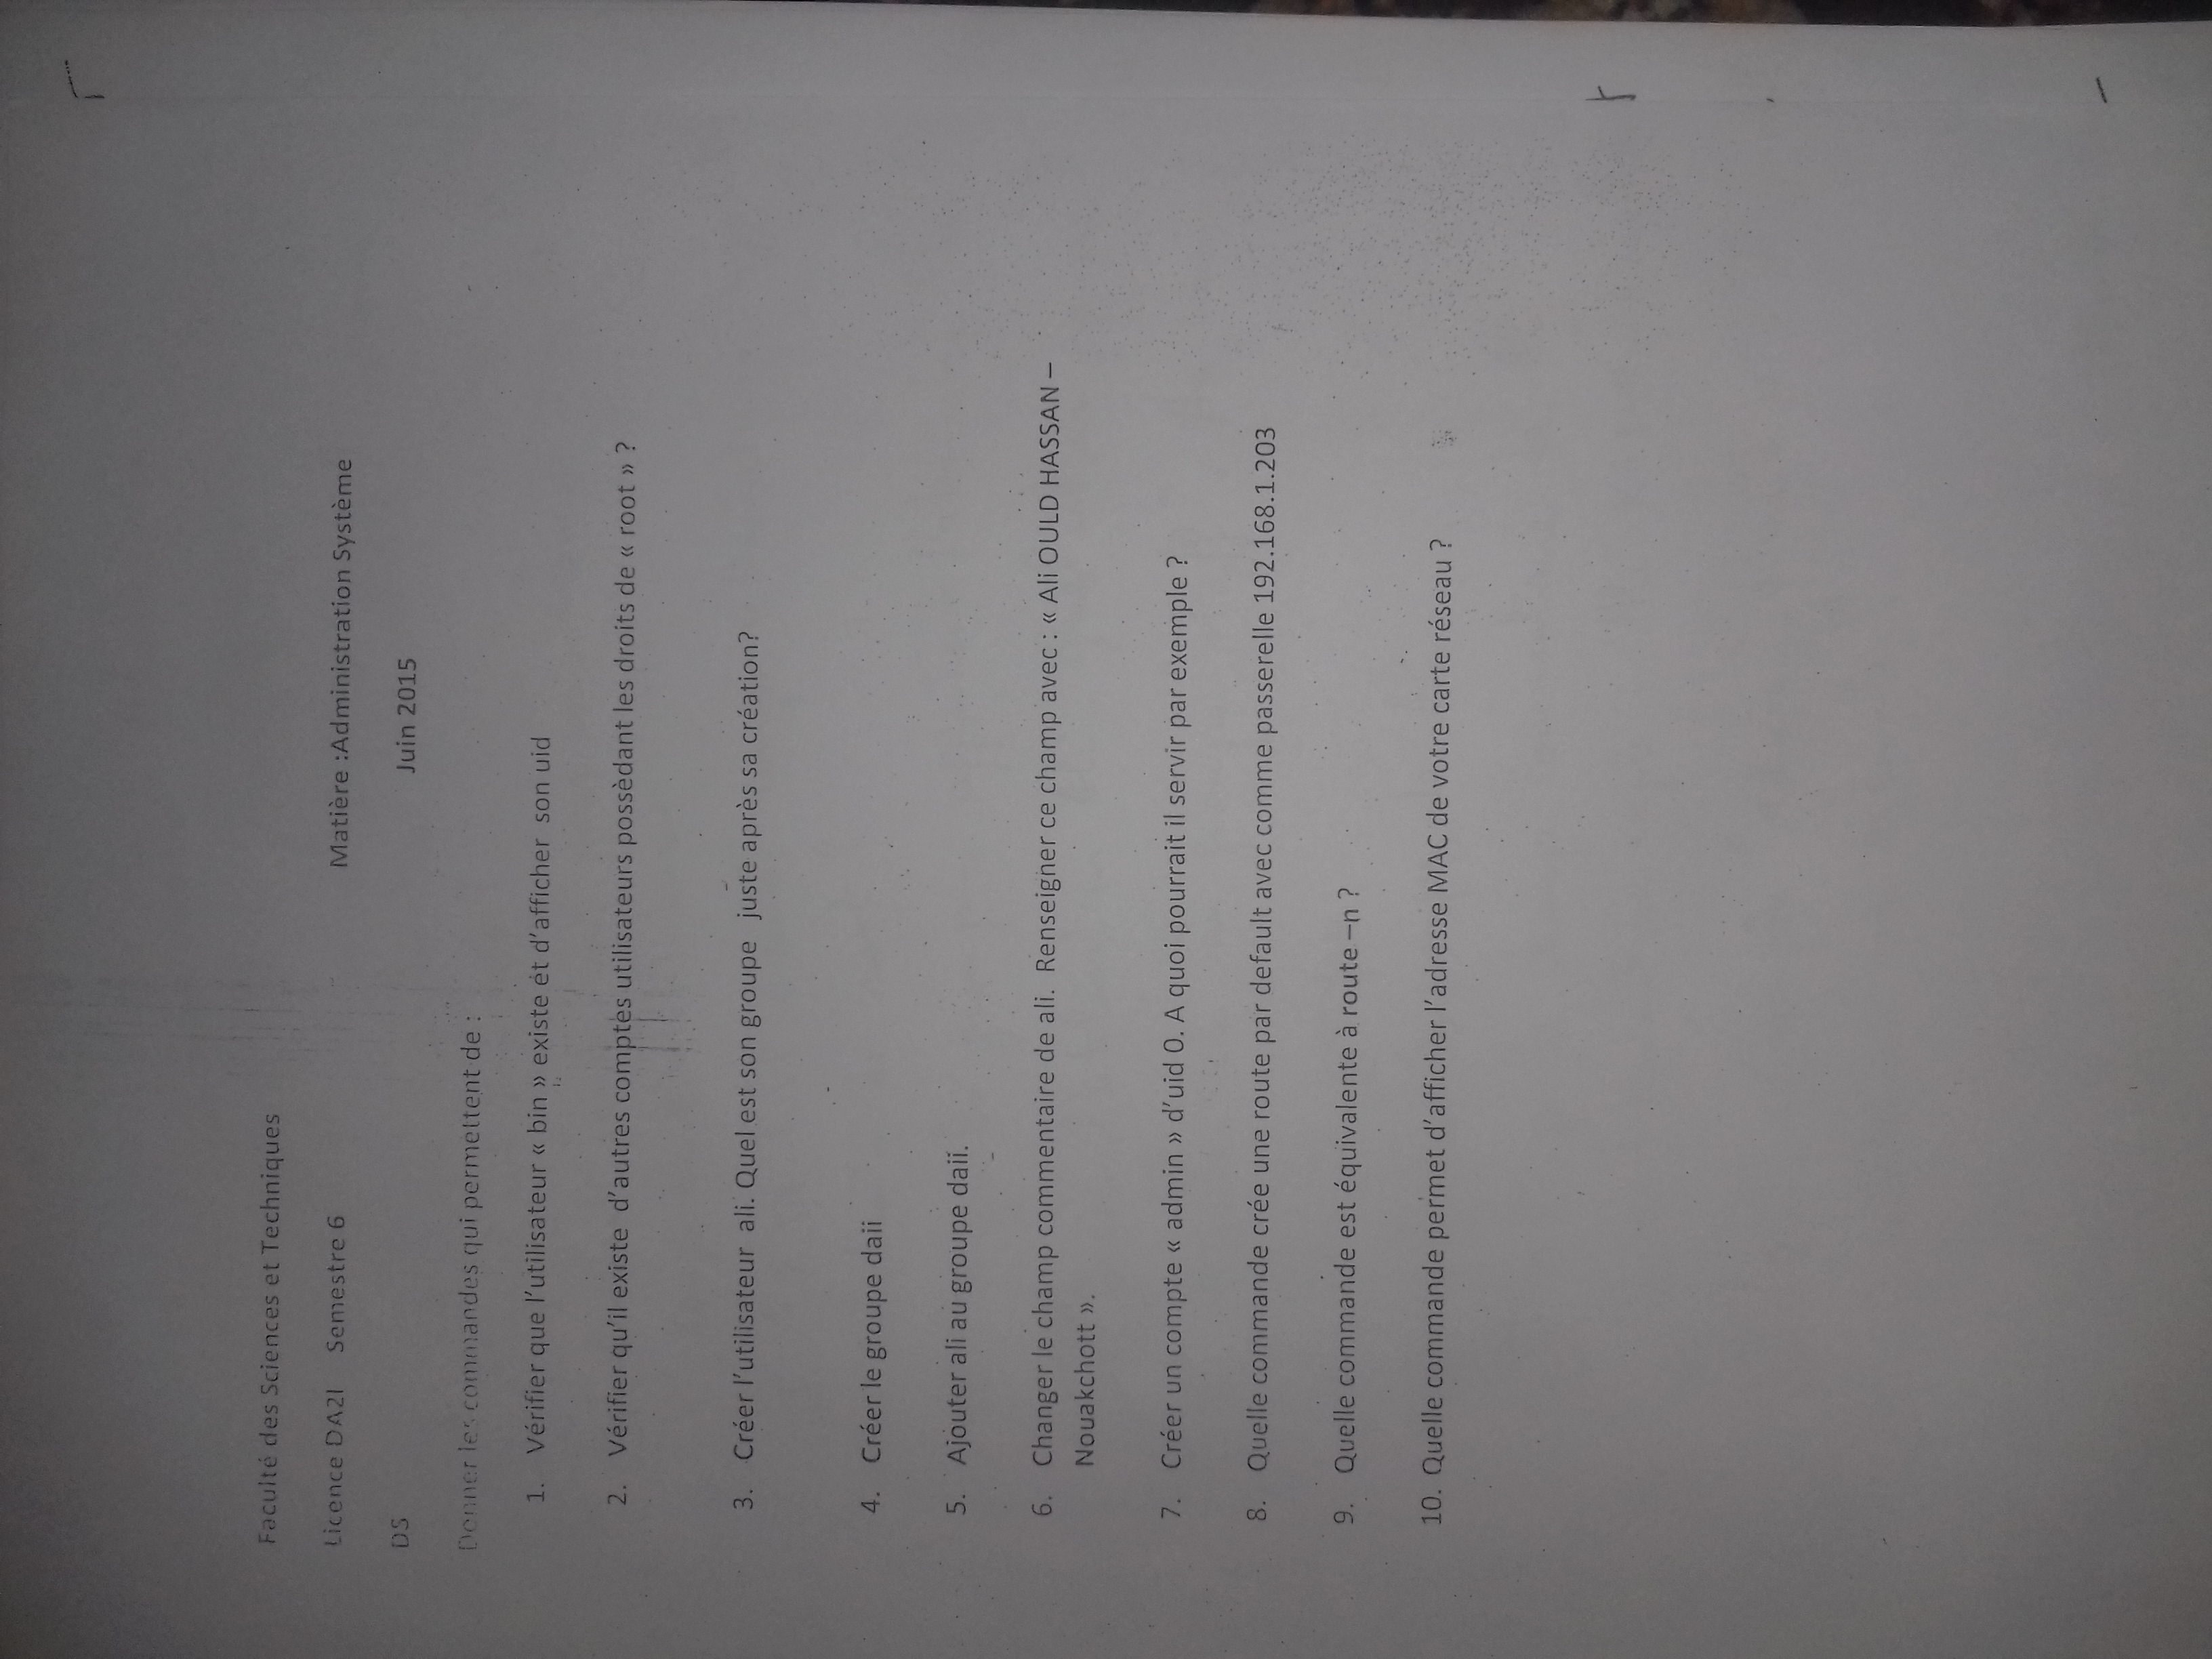 Faculté des Sciences et Techniques
Licence DA2I Semestre 6 Matière :Administration Système
DS Juin 2015
Donner les commandes qui permettent de :
1. Vérifier que l'utilisateur « bin » existe et d'afficher son uid
2. Vérifier qu'il existe d'autres comptes utilisateurs possèdant les droits de « root » ?
3. Créer l'utilisateur ali. Quel est son groupe juste après sa création?
4. Créer le groupe daii
5. Ajouter ali au groupe daii.
6. Changer le champ commentaire de ali. Renseigner ce champ avec : « Ali OULD HASSAN –
Nouakchott ».
7. Créer un compte « admin » d'uid 0. A quoi pourrait il servir par exemple ?
8. Quelle commande crée une route par default avec comme passerelle 192.168.1.203
9. Quelle commande est équivalente à route –n ?
10. Quelle commande permet d'afficher l'adresse MAC de votre carte réseau ?